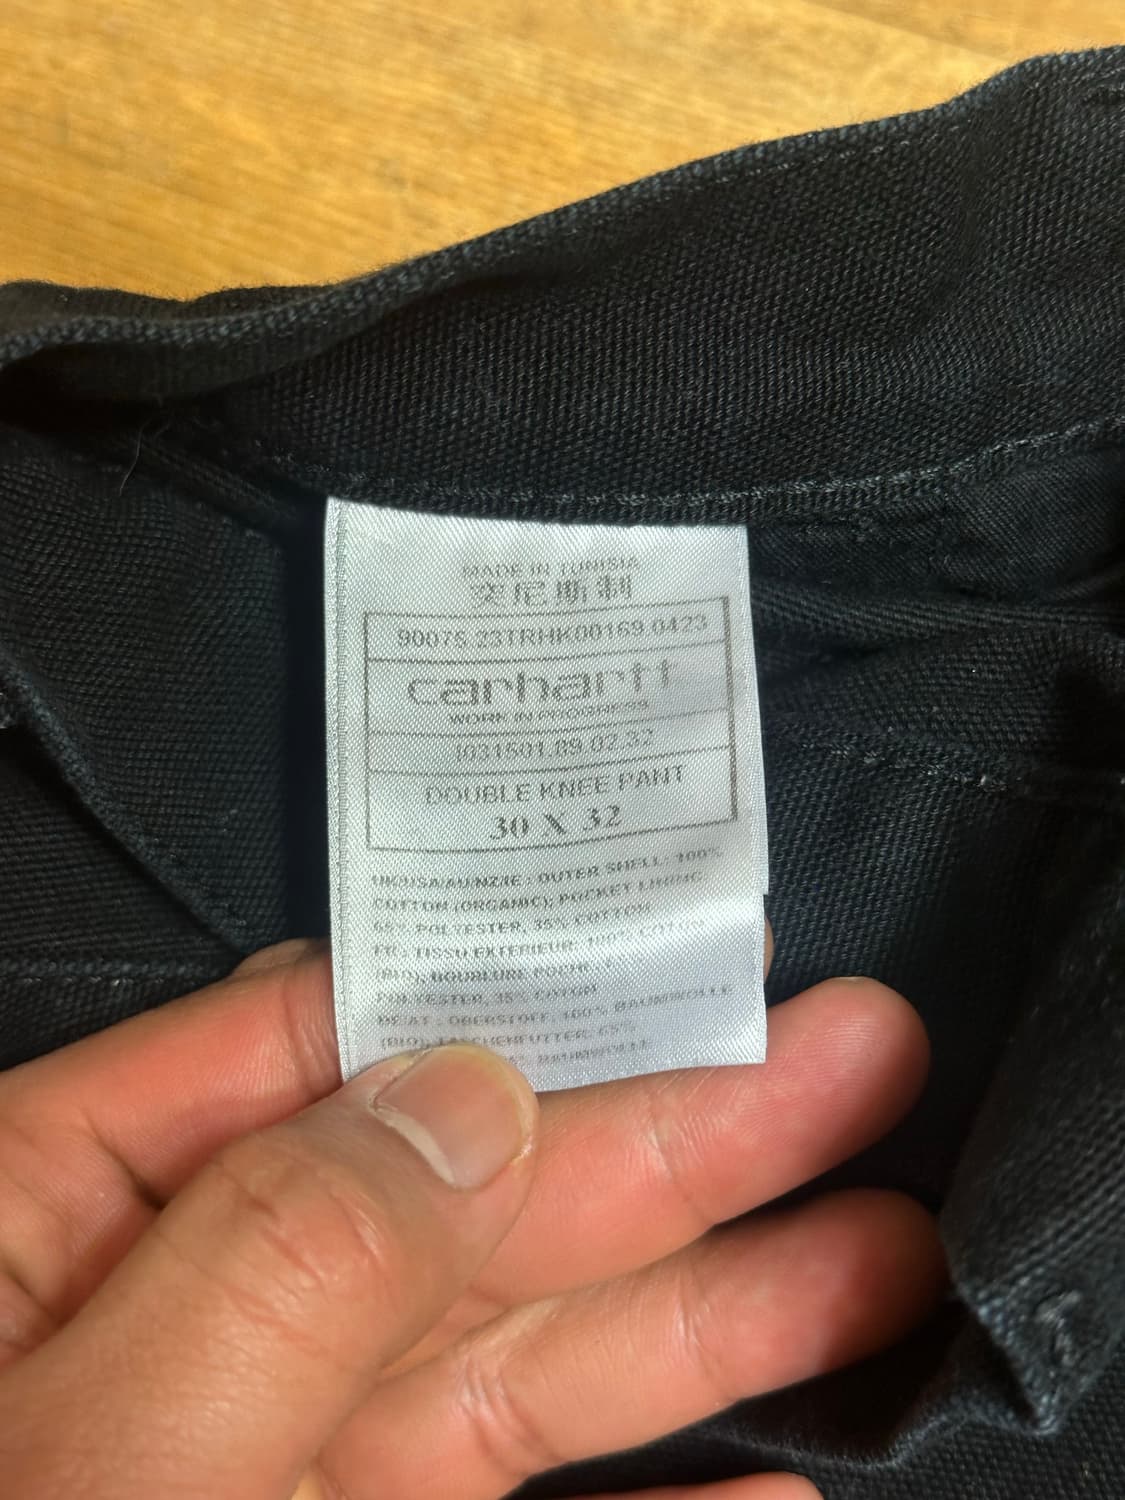 MADE IN TUNISIA
突尼斯制
90075.23TRHK00169.0423
carhartt
WORK IN PROGRESS
I031501.89.02.32
DOUBLE KNEE PANT
30 X 32
UK/USA/AU/NZ/IE : OUTER SHELL: 100%
COTTON (ORGANIC); POCKET LINING
65% POLYESTER, 35% COTTON
FR : TISSU EXTERIEUR: 100% COTON
(BIO), DOUBLURE POCHE
POLYESTER, 35% COTON
DE/AT : OBERSTOFF: 100% BAUMWOLLE
(BIO), TASCHENFUTTER: 65%
BAUMWOLLE